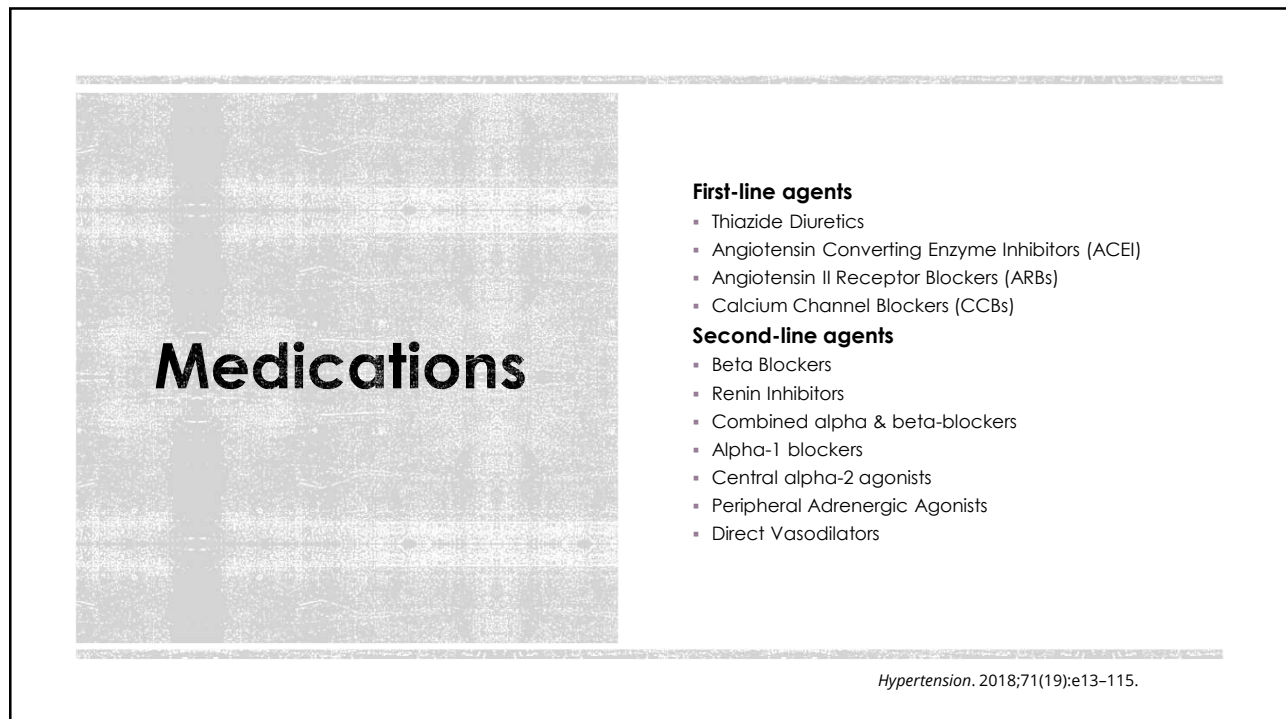 Medications
First-line agents
▪ Thiazide Diuretics
▪ Angiotensin Converting Enzyme Inhibitors (ACEI)
▪ Angiotensin II Receptor Blockers (ARBs)
▪ Calcium Channel Blockers (CCBs)
Second-line agents
▪ Beta Blockers
▪ Renin Inhibitors
▪ Combined alpha & beta-blockers
▪ Alpha-1 blockers
▪ Central alpha-2 agonists
▪ Peripheral Adrenergic Agonists
▪ Direct Vasodilators
Hypertension. 2018;71(19):e13–115.